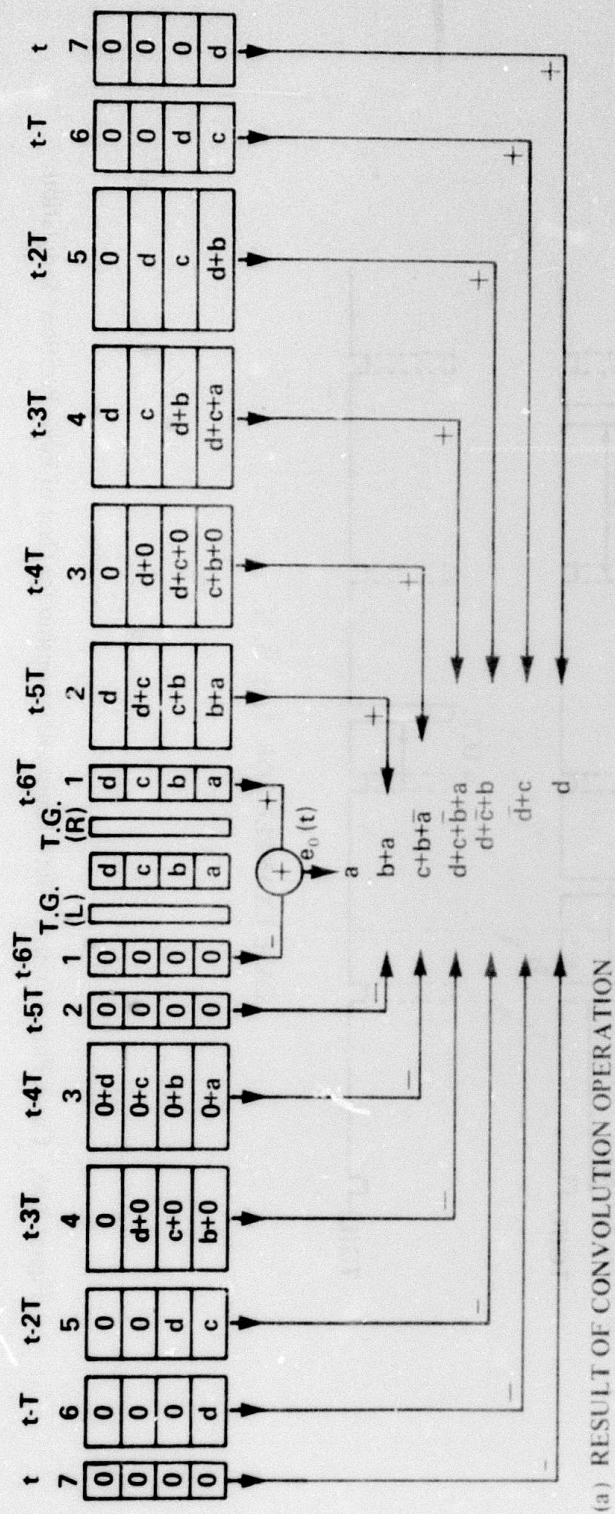 t t-T t-2T t-3T t-4T t-5T t-6T T.G. (L) T.G. (R) t-6T t-5T t-4T t-3T t-2T t-T t
7 6 5 4 3 2 1 1 2 3 4 5 6 7
0 0 0 0 0+d 0 0 d d d 0 d 0 0 0
0 0 0 d+0 0+c 0 0 c c d+c d+0 c d 0 0
0 0 d c+0 0+b 0 0 b b c+b d+c+0 d+b c d 0
0 d c b+0 0+a 0 0 a a b+a c+b+0 d+c+a d+b c d
− + +
e₀(t)
a
− b+a +
− c+b+a̅ +
− d+c+b̅+a +
− d+c̅+b +
− d̅+c +
− d +
(a) RESULT OF CONVOLUTION OPERATION